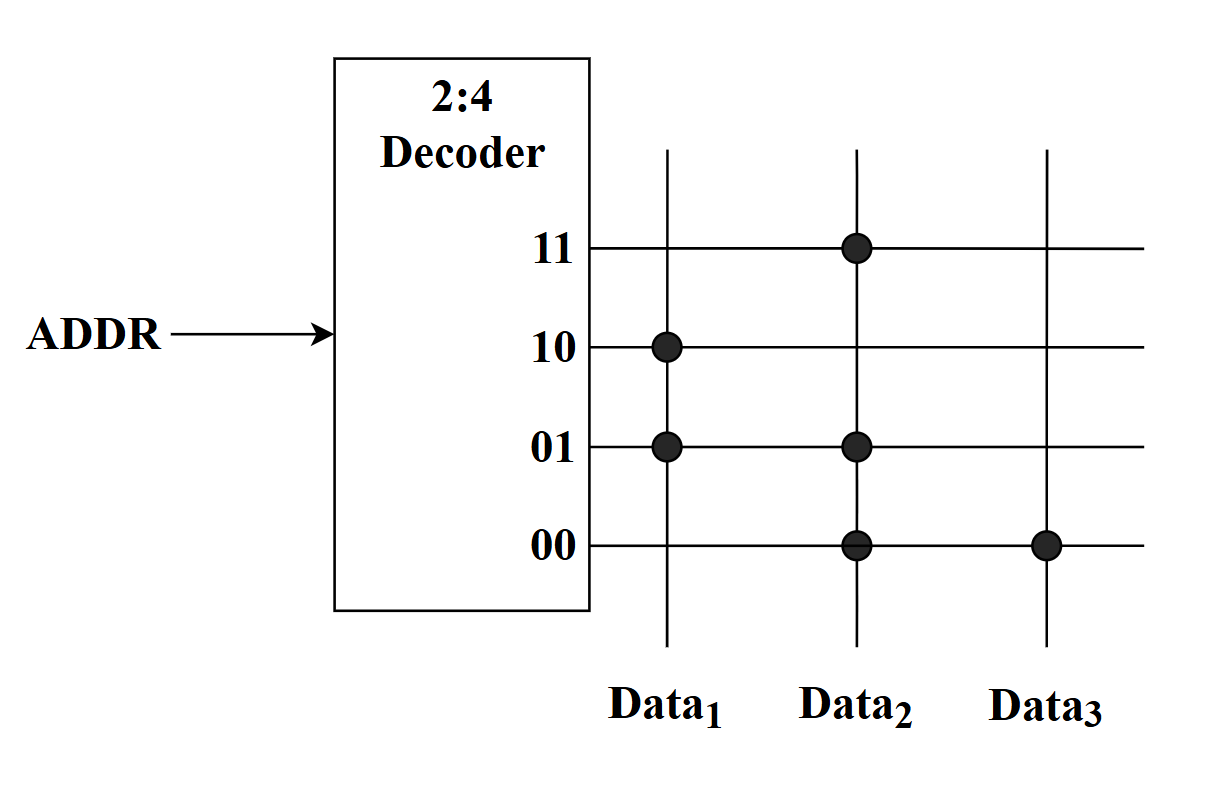 2:4
Decoder
11
ADDR
10
01
00
Data₁ Data₂ Data₃